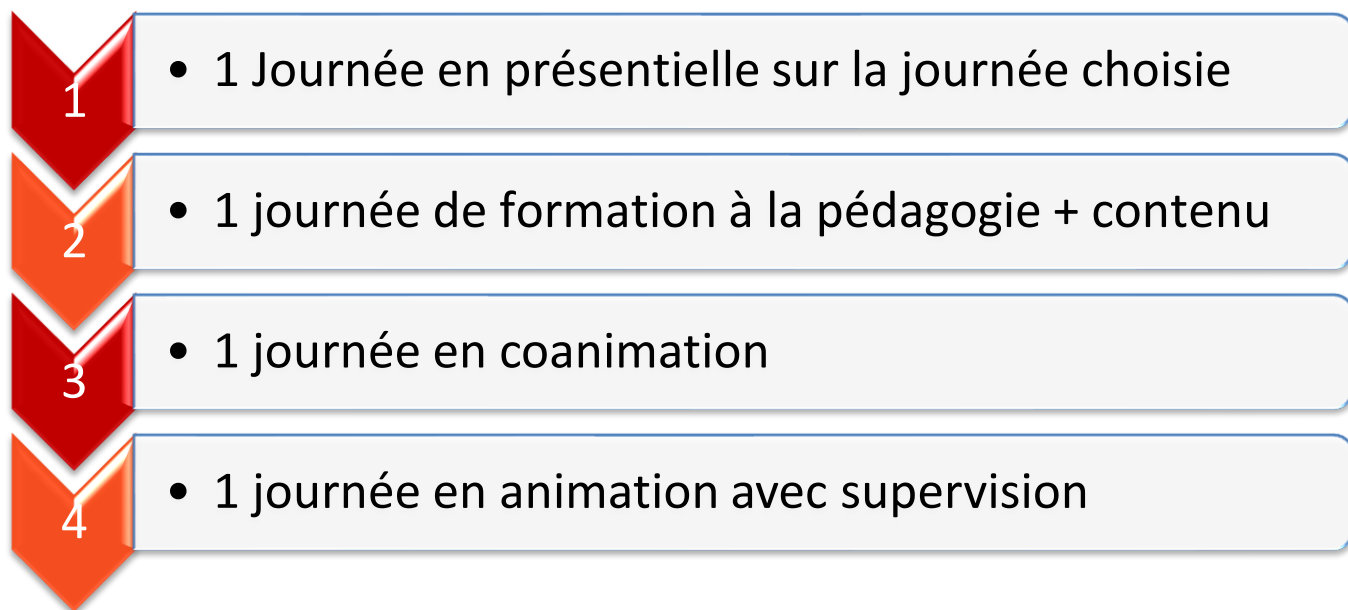 1
• 1 Journée en présentielle sur la journée choisie
2
• 1 journée de formation à la pédagogie + contenu
3
• 1 journée en coanimation
4
• 1 journée en animation avec supervision